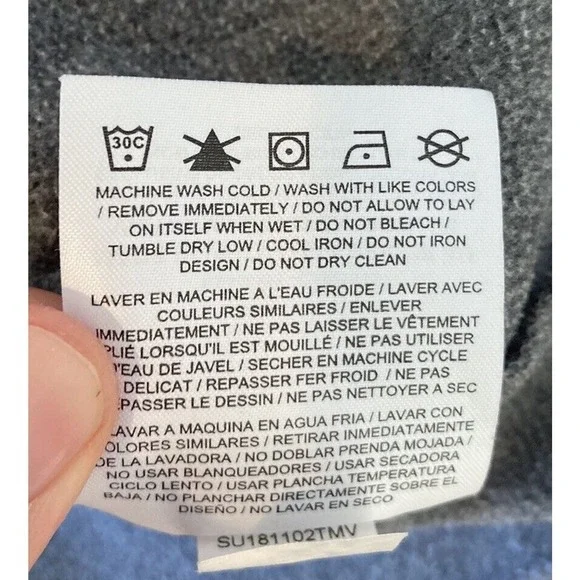 30C
MACHINE WASH COLD / WASH WITH LIKE COLORS
/ REMOVE IMMEDIATELY / DO NOT ALLOW TO LAY
ON ITSELF WHEN WET / DO NOT BLEACH /
TUMBLE DRY LOW / COOL IRON / DO NOT IRON
DESIGN / DO NOT DRY CLEAN
LAVER EN MACHINE A L'EAU FROIDE / LAVER AVEC
COULEURS SIMILAIRES / ENLEVER
IMMEDIATEMENT / NE PAS LAISSER LE VÊTEMENT
PLIÉ LORSQU'IL EST MOUILLÉ / NE PAS UTILISER
D'EAU DE JAVEL / SECHER EN MACHINE CYCLE
DELICAT / REPASSER FER FROID / NE PAS
PASSER LE DESSIN / NE PAS NETTOYER A SEC
LAVAR A MAQUINA EN AGUA FRIA / LAVAR CON
COLORES SIMILARES / RETIRAR IMMEDIATAMENTE
DE LA LAVADORA / NO DOBLAR PRENDA MOJADA /
NO USAR BLANQUEADORES / USAR SECADORA
CICLO LENTO / USAR PLANCHA TEMPERATURA
BAJA / NO PLANCHAR DIRECTAMENTE SOBRE EL
DISEÑO / NO LAVAR EN SECO
SU181102TMV